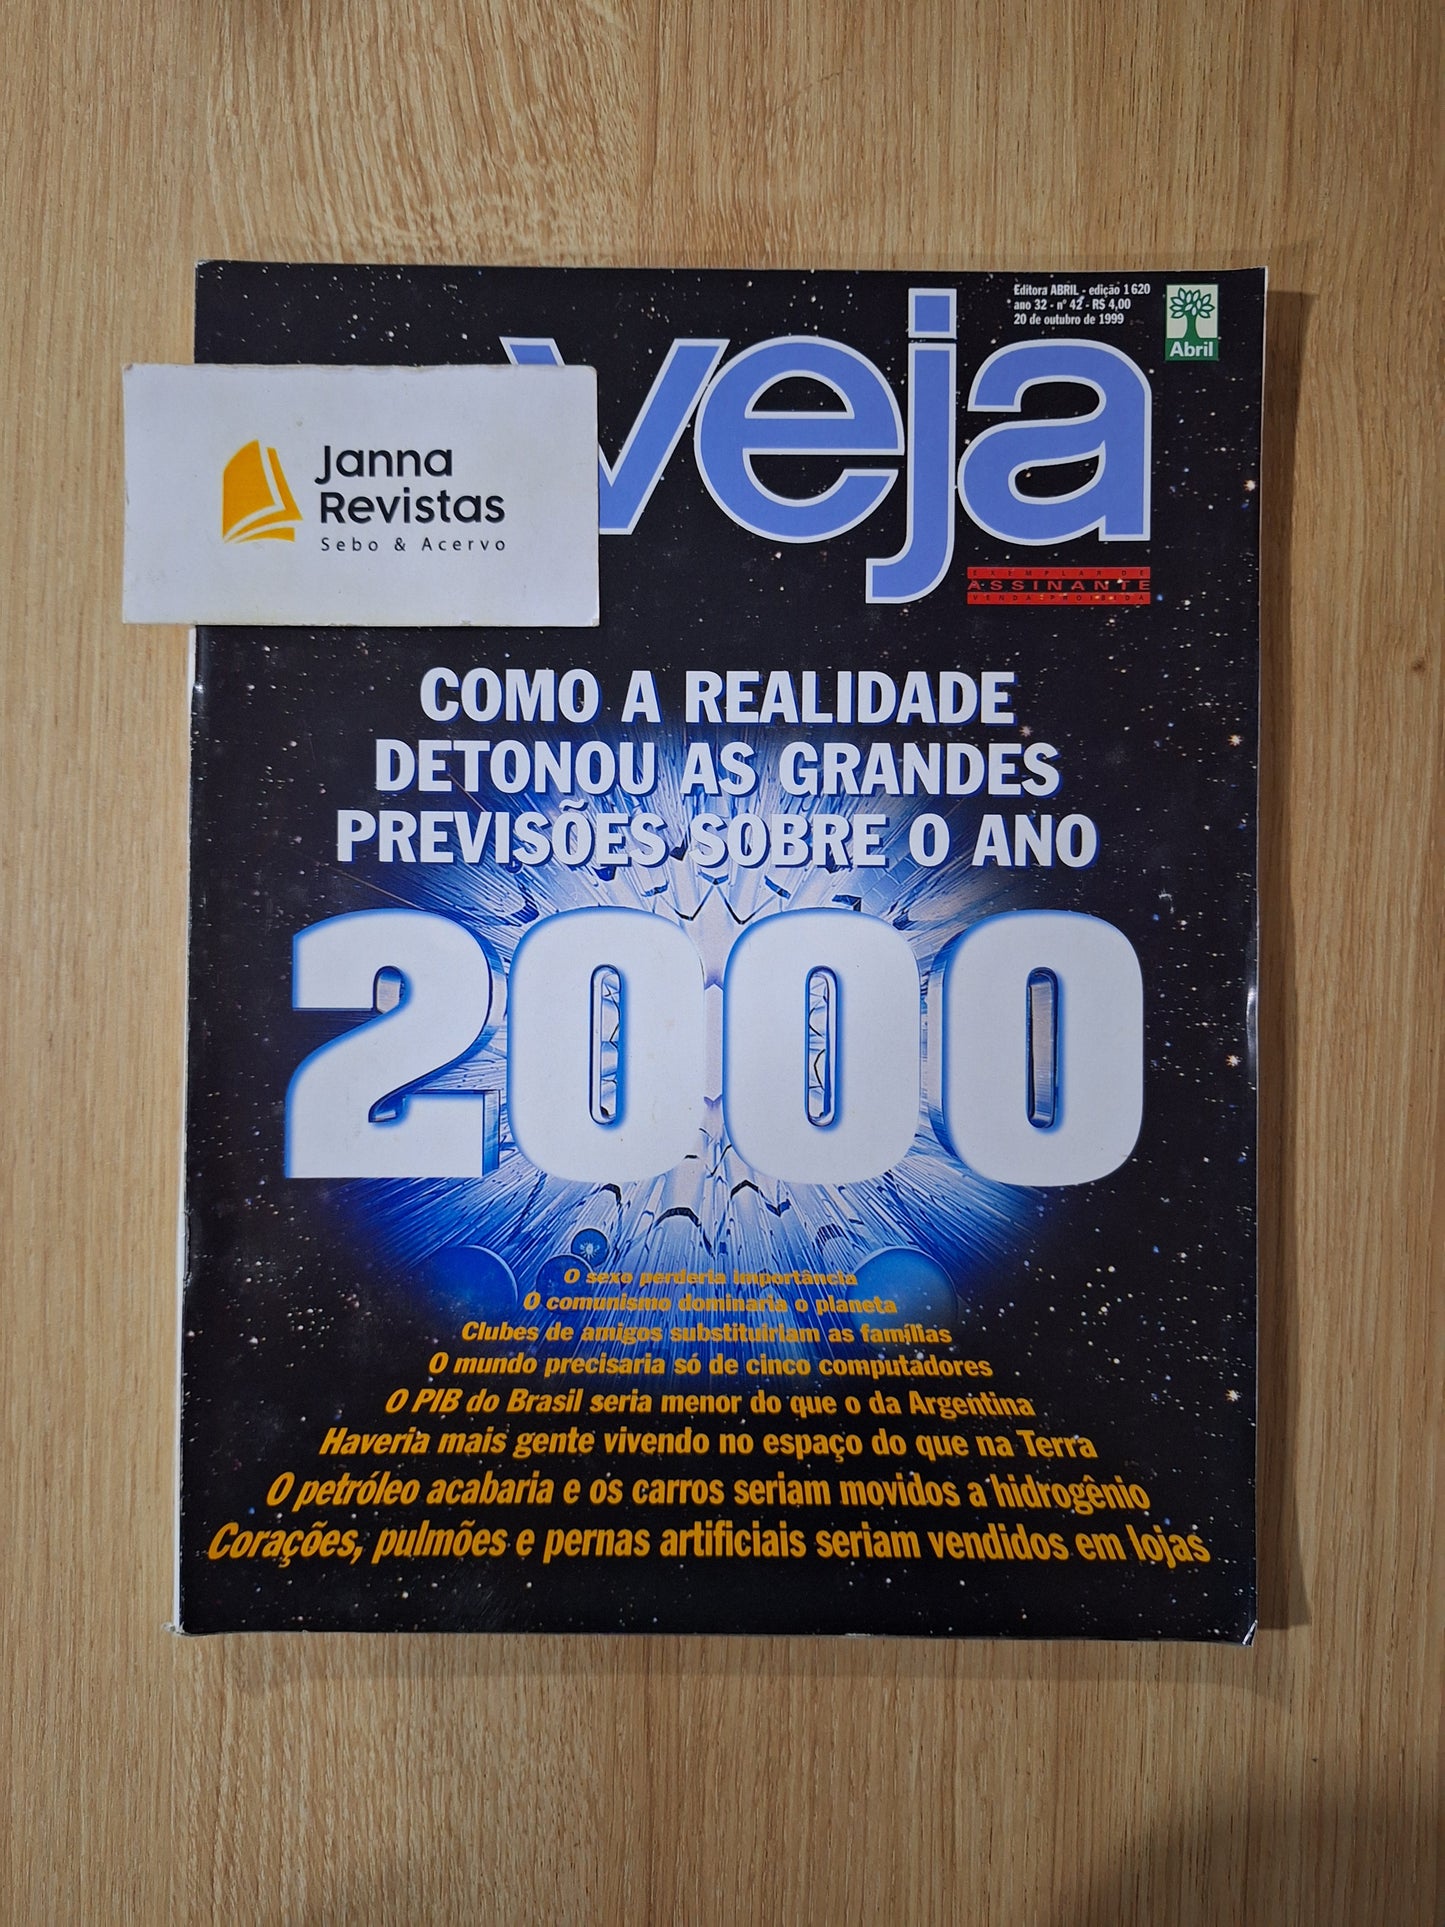 Editora ABRIL - edição 1 620
ano 32 - nº 42 - R$ 4,00
20 de outubro de 1999
Abril
veja
Janna
Revistas
Sebo & Acervo
EXEMPLAR DE
ASSINANTE
VENDA PROIBIDA
COMO A REALIDADE
DETONOU AS GRANDES
PREVISÕES SOBRE O ANO
2000
O sexo perderia importância
O comunismo dominaria o planeta
Clubes de amigos substituiriam as famílias
O mundo precisaria só de cinco computadores
O PIB do Brasil seria menor do que o da Argentina
Haveria mais gente vivendo no espaço do que na Terra
O petróleo acabaria e os carros seriam movidos a hidrogênio
Corações, pulmões e pernas artificiais seriam vendidos em lojas